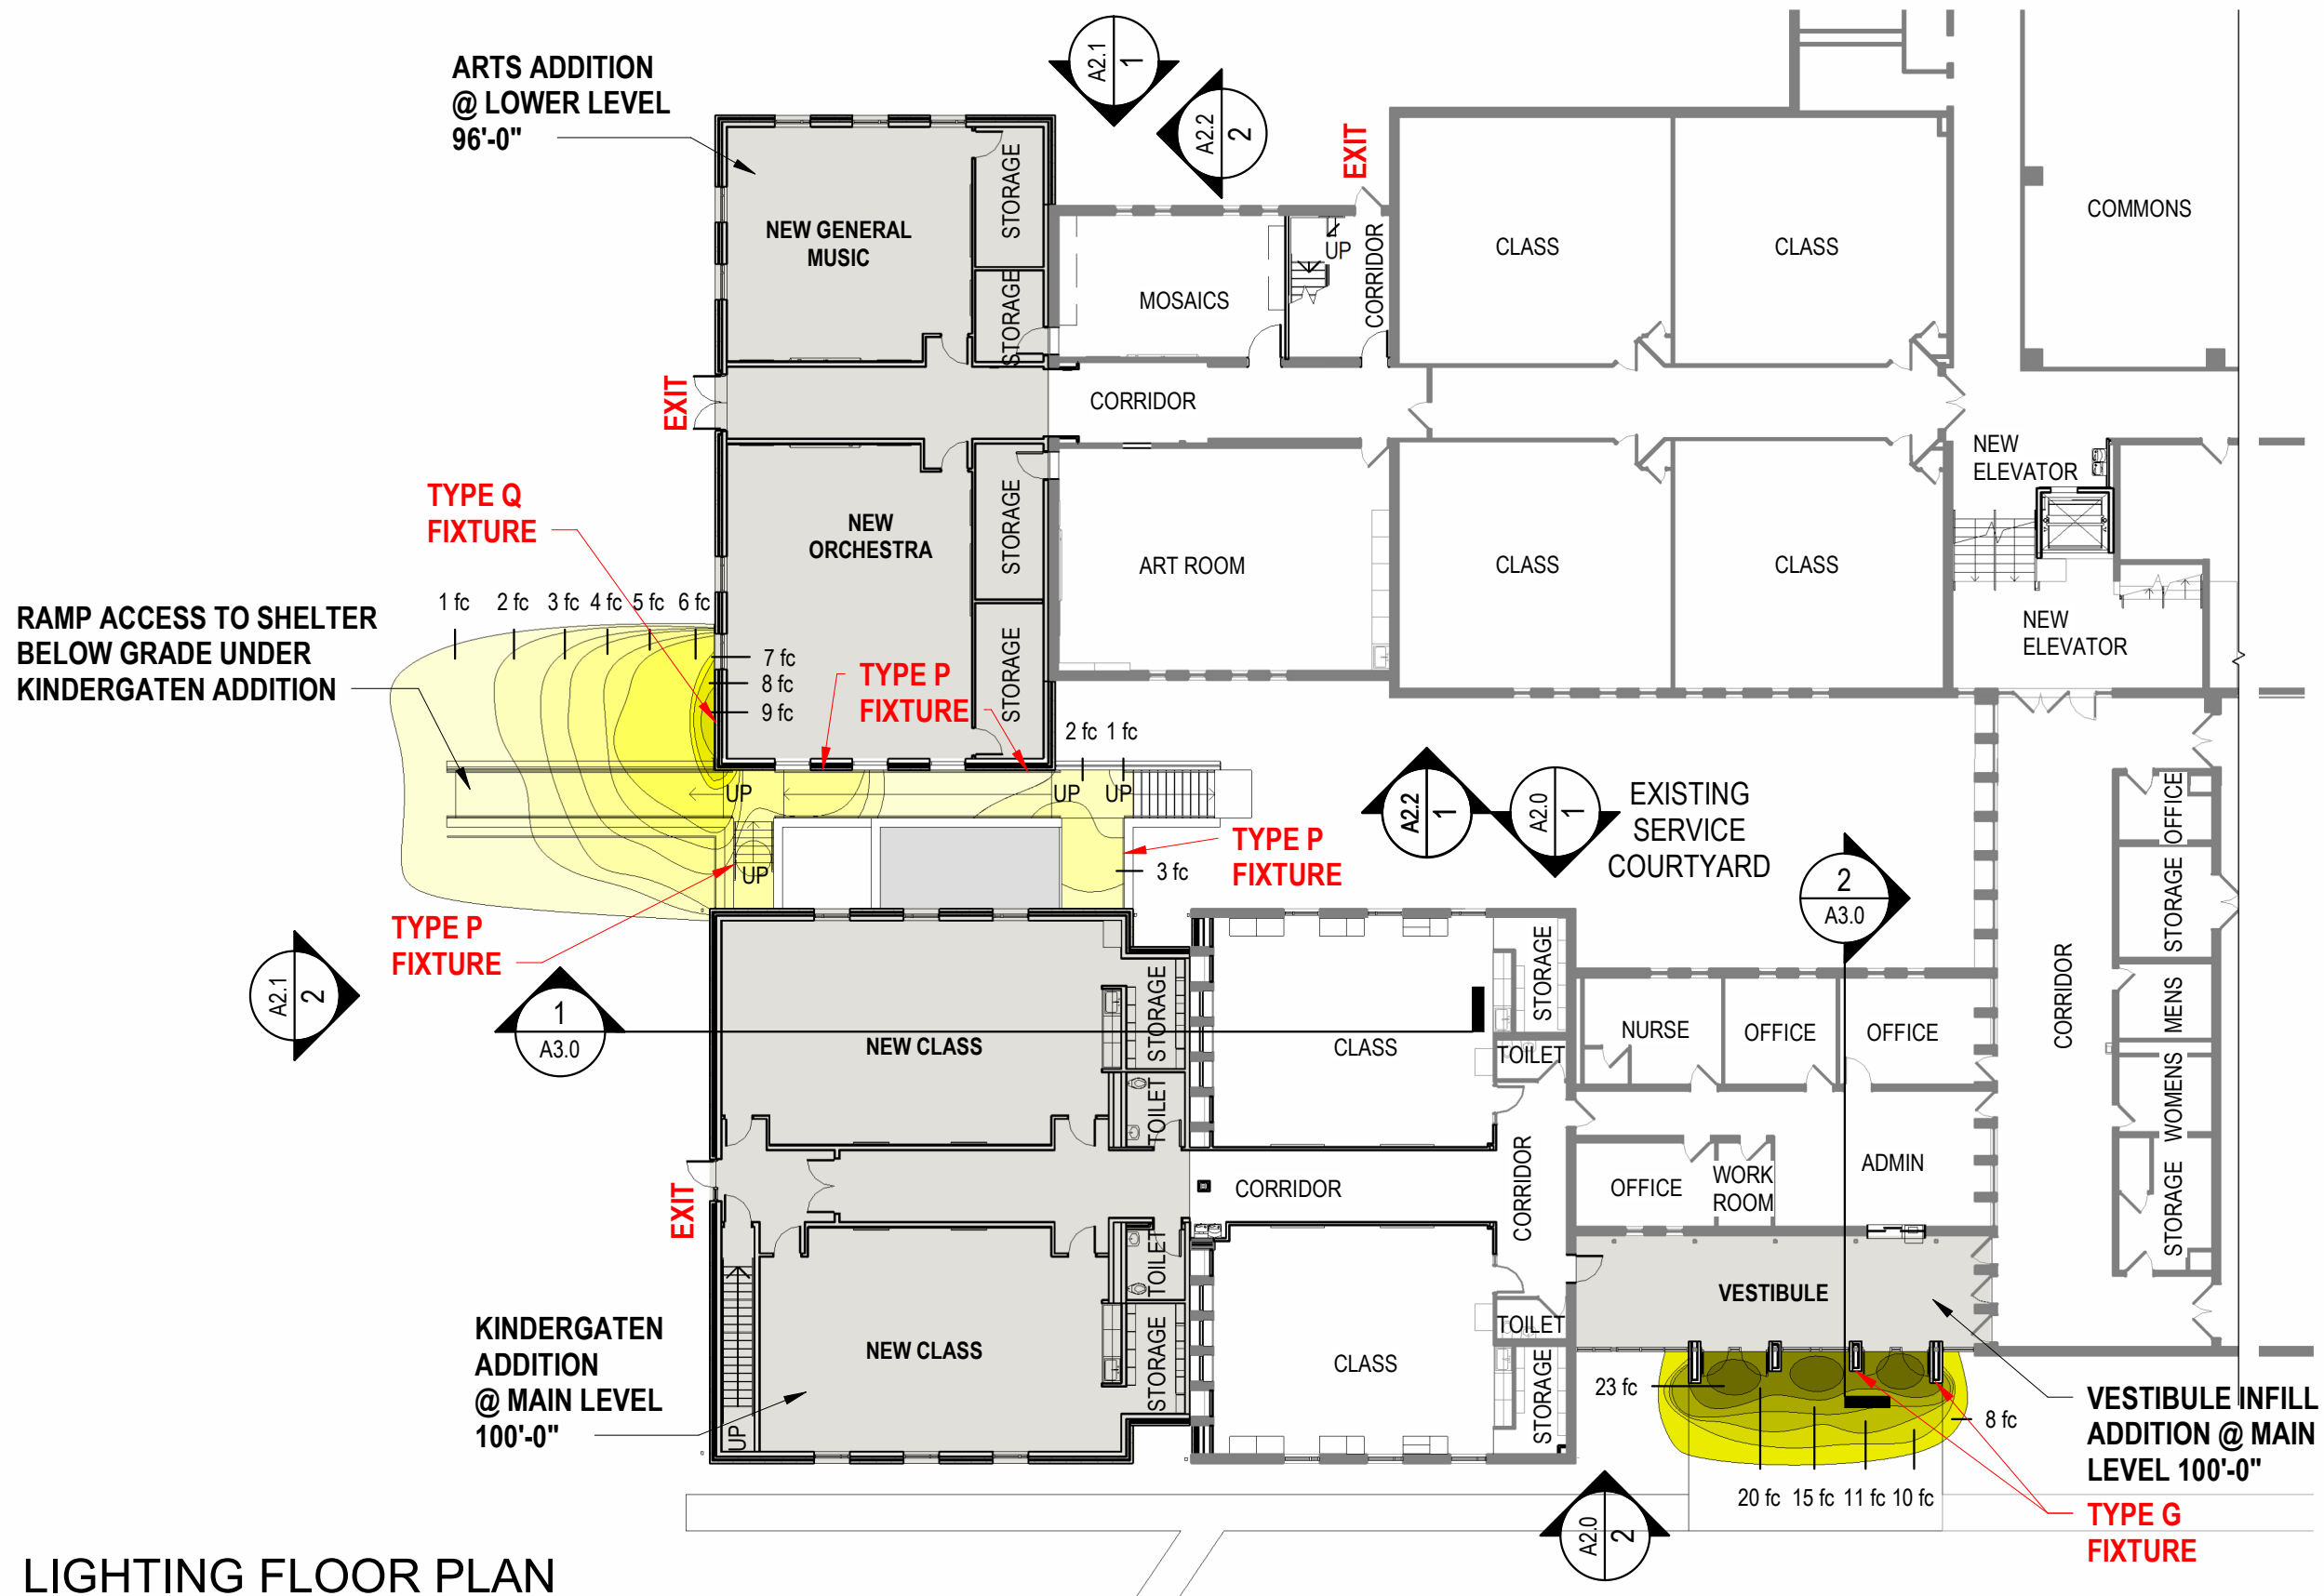 ARTS ADDITION
@ LOWER LEVEL
96'-0"
A2.1
1
A2.2
2
EXIT
STORAGE
NEW GENERAL
MUSIC
STORAGE
MOSAICS
UP
CORRIDOR
CLASS
CLASS
COMMONS
EXIT
CORRIDOR
NEW
ELEVATOR
TYPE Q
FIXTURE
NEW
ORCHESTRA
STORAGE
ART ROOM
CLASS
CLASS
RAMP ACCESS TO SHELTER
BELOW GRADE UNDER
KINDERGATEN ADDITION
1 fc
2 fc
3 fc
4 fc
5 fc
6 fc
7 fc
8 fc
9 fc
TYPE P
FIXTURE
STORAGE
NEW
ELEVATOR
2 fc
1 fc
UP
UP
UP
UP
A2.2
1
A2.0
1
EXISTING
SERVICE
COURTYARD
OFFICE
TYPE P
FIXTURE
3 fc
2
A3.0
STORAGE
TYPE P
FIXTURE
A2.1
2
1
A3.0
NEW CLASS
STORAGE
TOILET
CLASS
STORAGE
TOILET
NURSE
OFFICE
OFFICE
CORRIDOR
MENS
WOMENS
EXIT
CORRIDOR
CORRIDOR
OFFICE
WORK
ROOM
ADMIN
STORAGE
TOILET
KINDERGATEN
ADDITION
@ MAIN LEVEL
100'-0"
UP
NEW CLASS
STORAGE
CLASS
TOILET
STORAGE
VESTIBULE
23 fc
8 fc
20 fc
15 fc
11 fc
10 fc
VESTIBULE INFILL
ADDITION @ MAIN
LEVEL 100'-0"
TYPE G
FIXTURE
A2.0
2
LIGHTING FLOOR PLAN